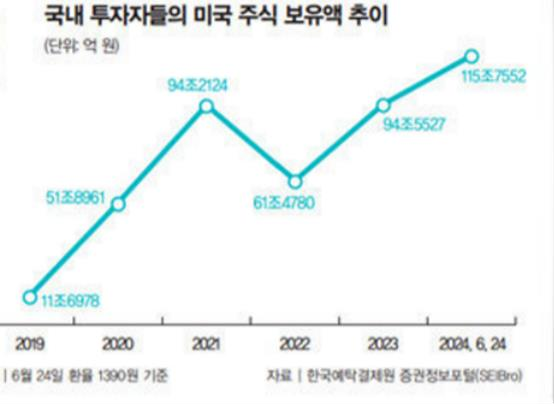 국내 투자자들의 미국 주식 보유액 추이
(단위: 억 원)
94조2124
115조7552
94조5527
51조8961
61조4780
11조6978
2019 2020 2021 2022 2023 2024, 6, 24
| 6월 24일 환율 1390원 기준 자료 | 한국예탁결제원 증권정보포털(SEIBro)